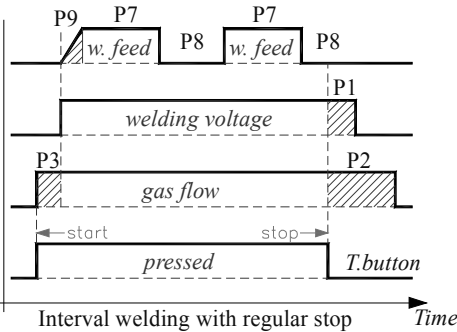 P9 P7 P7
w. feed P8 w. feed P8
P1
welding voltage
P3 P2
gas flow
start stop
pressed T.button
Interval welding with regular stop Time